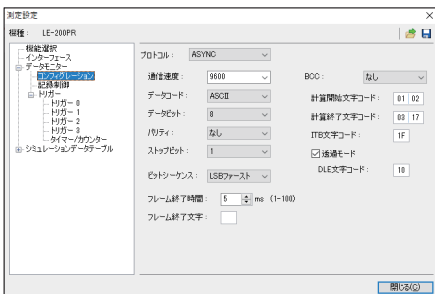 測定設定
機種： LE-200PR
機能選択
インターフェース
データモニター
コンフィグレーション
記録制御
トリガー
トリガー 0
トリガー 1
トリガー 2
トリガー 3
タイマー/カウンター
シミュレーションデータテーブル
プロトコル： ASYNC
通信速度： 9600
データコード： ASCII
データビット： 8
パリティ： なし
ストップビット： 1
ビットシーケンス： LSBファースト
フレーム終了時間： 5 ms (1-100)
フレーム終了文字：
BCC： なし
計算開始文字コード： 01 02
計算終了文字コード： 03 17
ITB文字コード： 1F
透過モード
DLE文字コード： 10
閉じる(C)